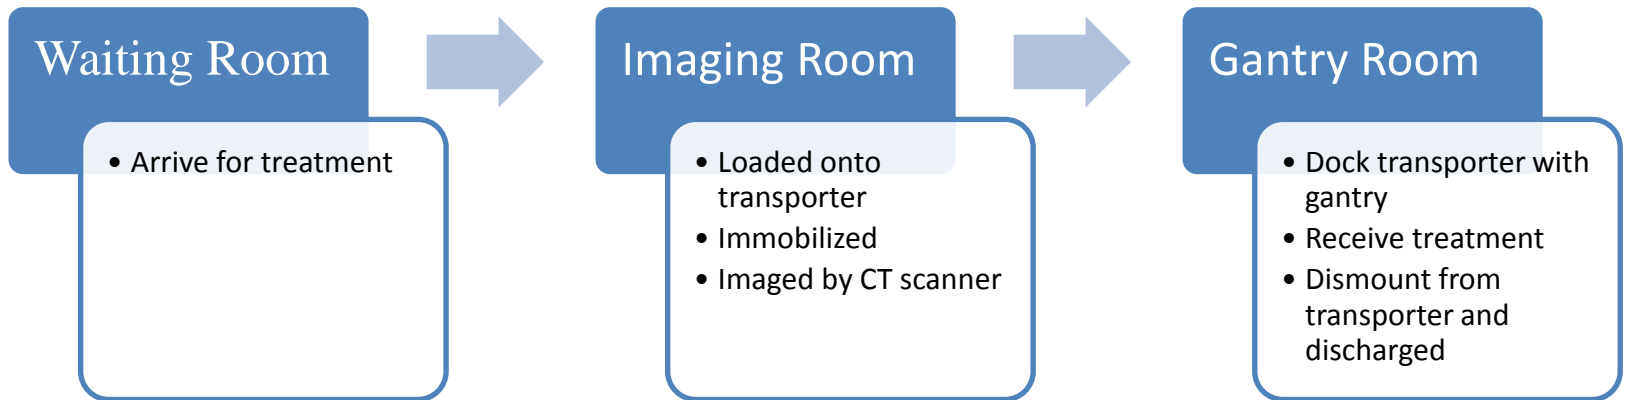 Waiting Room
• Arrive for treatment
Imaging Room
• Loaded onto
transporter
• Immobilized
• Imaged by CT scanner
Gantry Room
• Dock transporter with
gantry
• Receive treatment
• Dismount from
transporter and
discharged